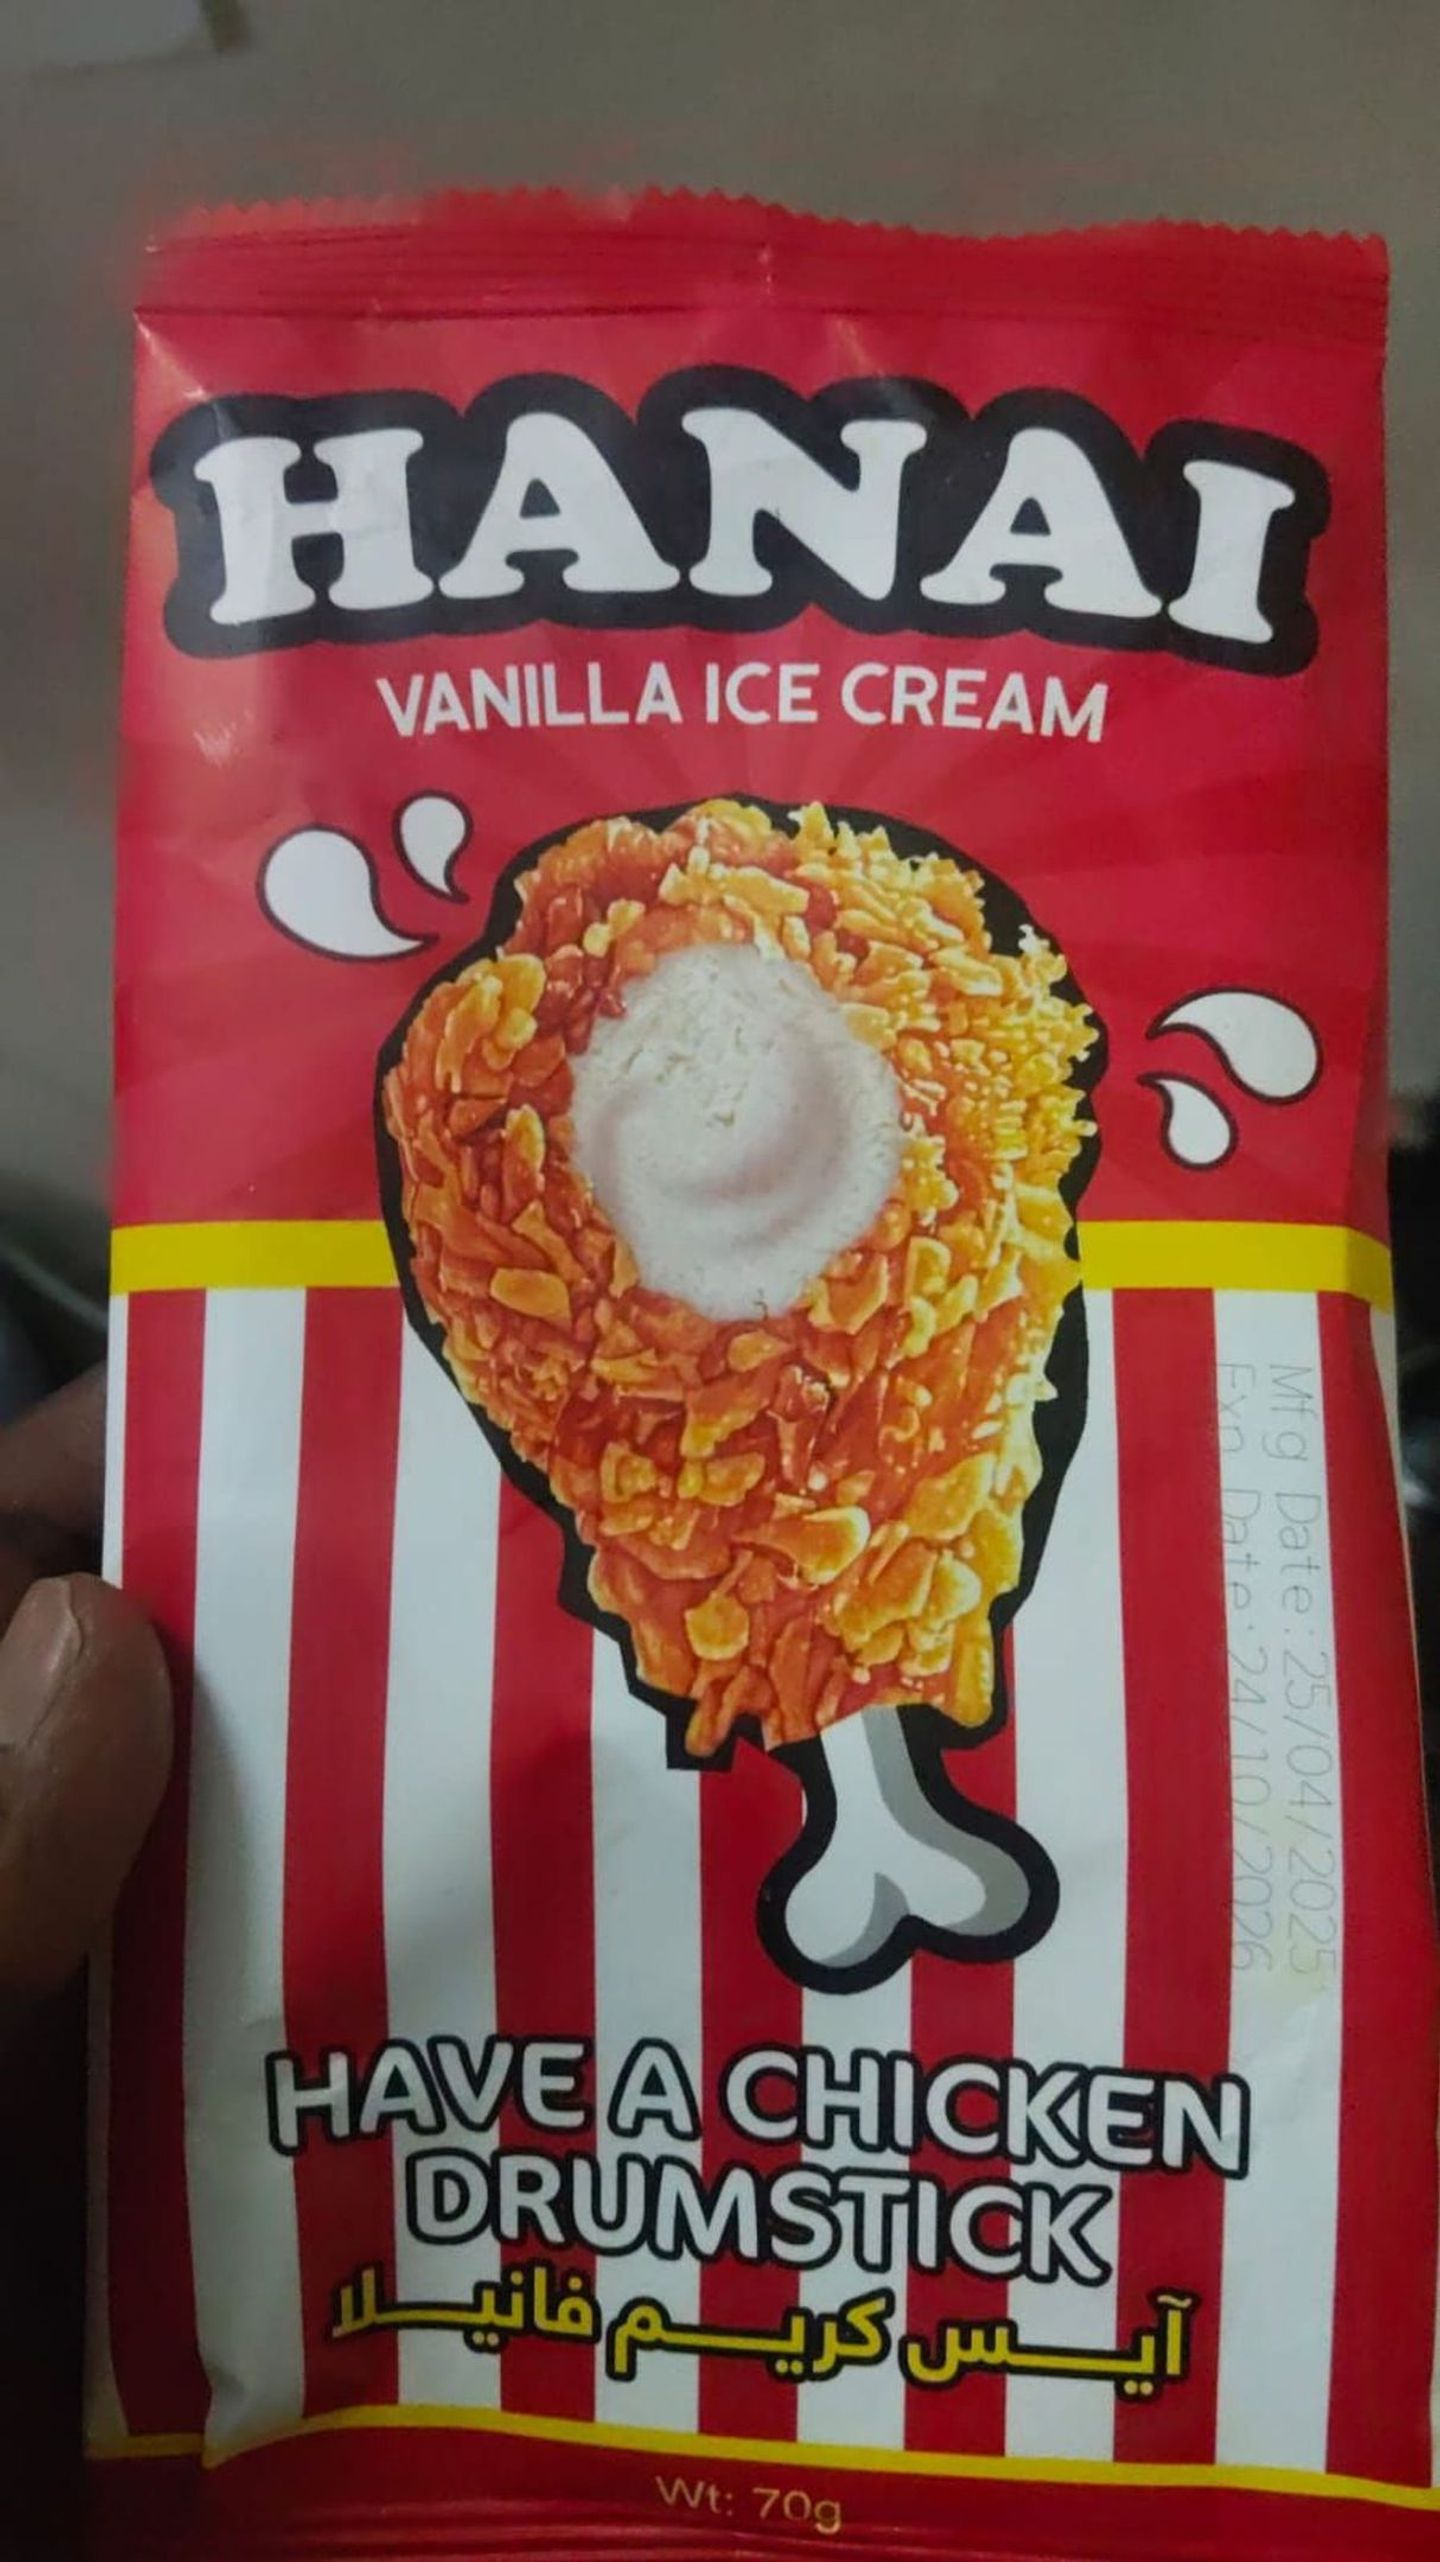 HANAI
VANILLA ICE CREAM
Mfg Date: 25/04/2025
Exp Date: 24/10/2026
HAVE A CHICKEN
DRUMSTICK
آيس كريم فانيلا
Wt: 70g